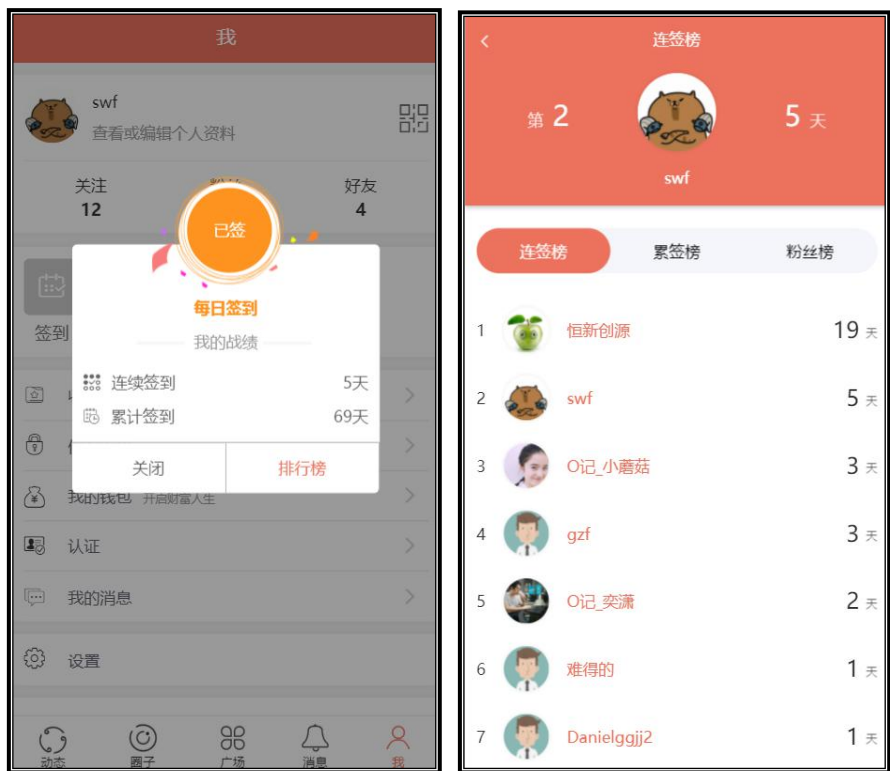 我
swf
查看或编辑个人资料
关注
好友
12
4
已签
签到
每日签到
我的战绩
连续签到 5天
累计签到 69天
关闭 排行榜
我的钱包 开启财富人生
认证
我的消息
设置
动态 圈子 广场 消息 我
连签榜
第 2
5 天
swf
连签榜 累签榜 粉丝榜
1 恒新创源 19 天
2 swf 5 天
3 O记_小蘑菇 3 天
4 gzf 3 天
5 O记_奕潇 2 天
6 难得的 1 天
7 Danielggjj2 1 天